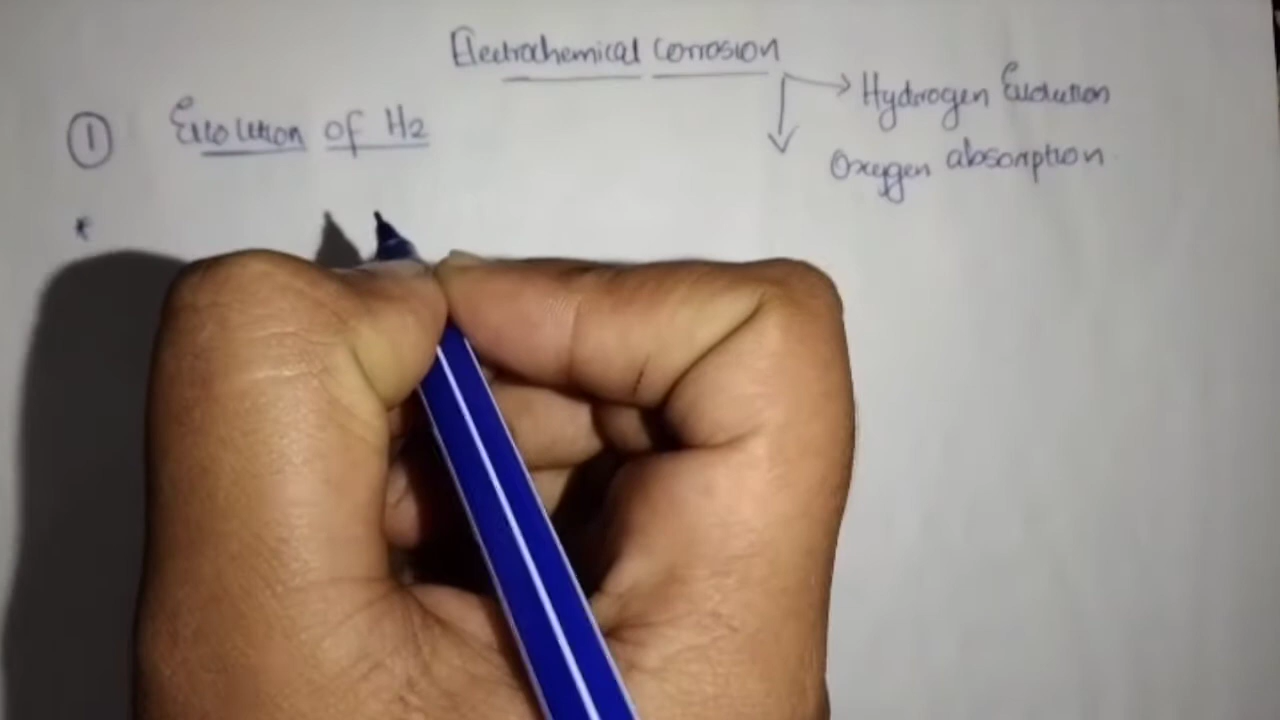 Electrochemical corrosion
→ Hydrogen Evolution
↓ Oxygen absorption
① Evolution of H2
*